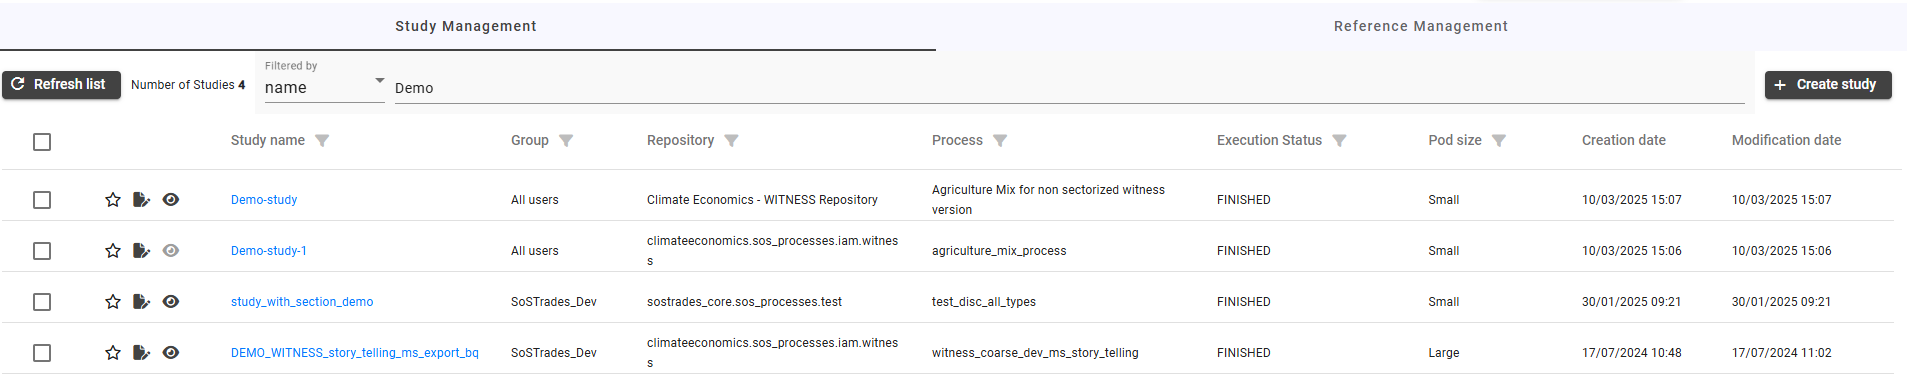 Study Management
Reference Management
Refresh list
Number of Studies 4
Filtered by
name
Demo
Create study
Study name
Group
Repository
Process
Execution Status
Pod size
Creation date
Modification date
Demo-study
All users
Climate Economics - WITNESS Repository
Agriculture Mix for non sectorized witness
version
FINISHED
Small
10/03/2025 15:07
10/03/2025 15:07
Demo-study-1
All users
climateeconomics.sos_processes.iam.witnes
s
agriculture_mix_process
FINISHED
Small
10/03/2025 15:06
10/03/2025 15:06
study_with_section_demo
SoSTrades_Dev
sostrades_core.sos_processes.test
test_disc_all_types
FINISHED
Small
30/01/2025 09:21
30/01/2025 09:21
DEMO_WITNESS_story_telling_ms_export_bq
SoSTrades_Dev
climateeconomics.sos_processes.iam.witnes
s
witness_coarse_dev_ms_story_telling
FINISHED
Large
17/07/2024 10:48
17/07/2024 11:02